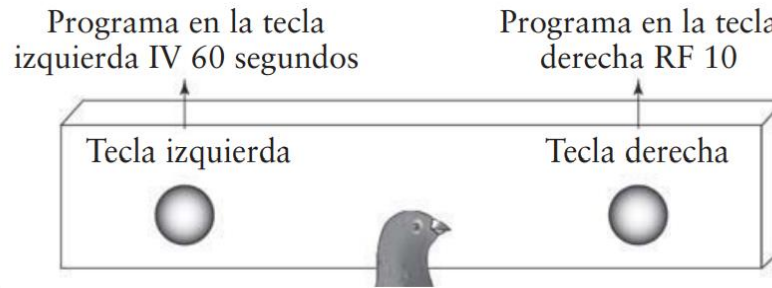 Programa en la tecla
izquierda IV 60 segundos
Programa en la tecla
derecha RF 10
Tecla izquierda
Tecla derecha